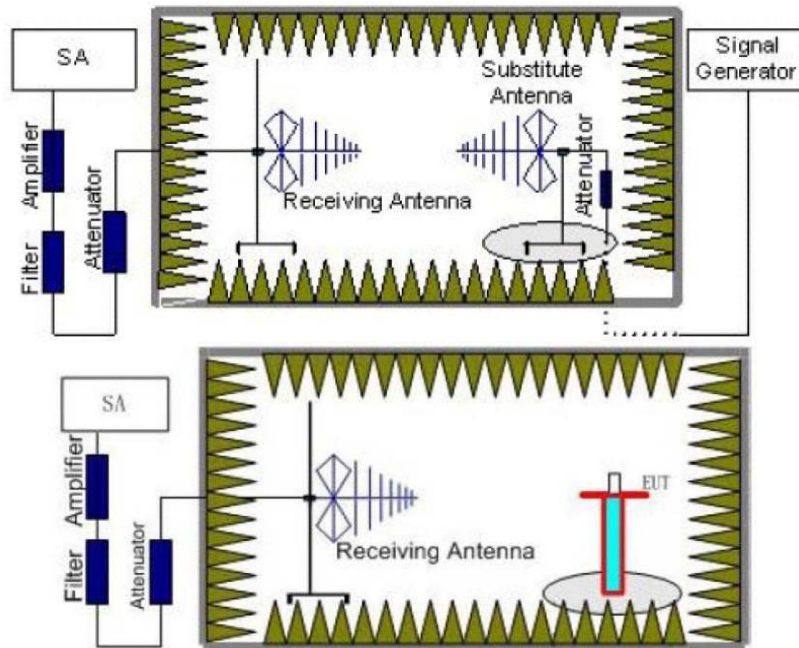 SA
Signal
Generator
Substitute
Antenna
Amplifier
Attenuator
Filter
Receiving Antenna
Attenuator
SA
Amplifier
Filter
Attenuator
Receiving Antenna
EUT